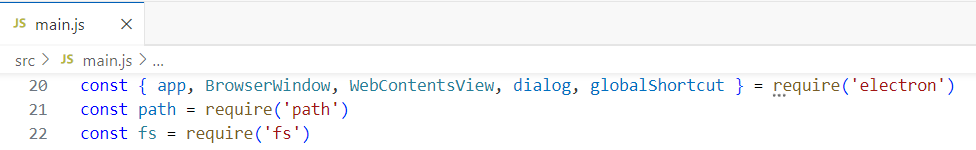 JS main.js ×
src > JS main.js > ...
20 const { app, BrowserWindow, WebContentsView, dialog, globalShortcut } = require('electron')
21 const path = require('path')
22 const fs = require('fs')